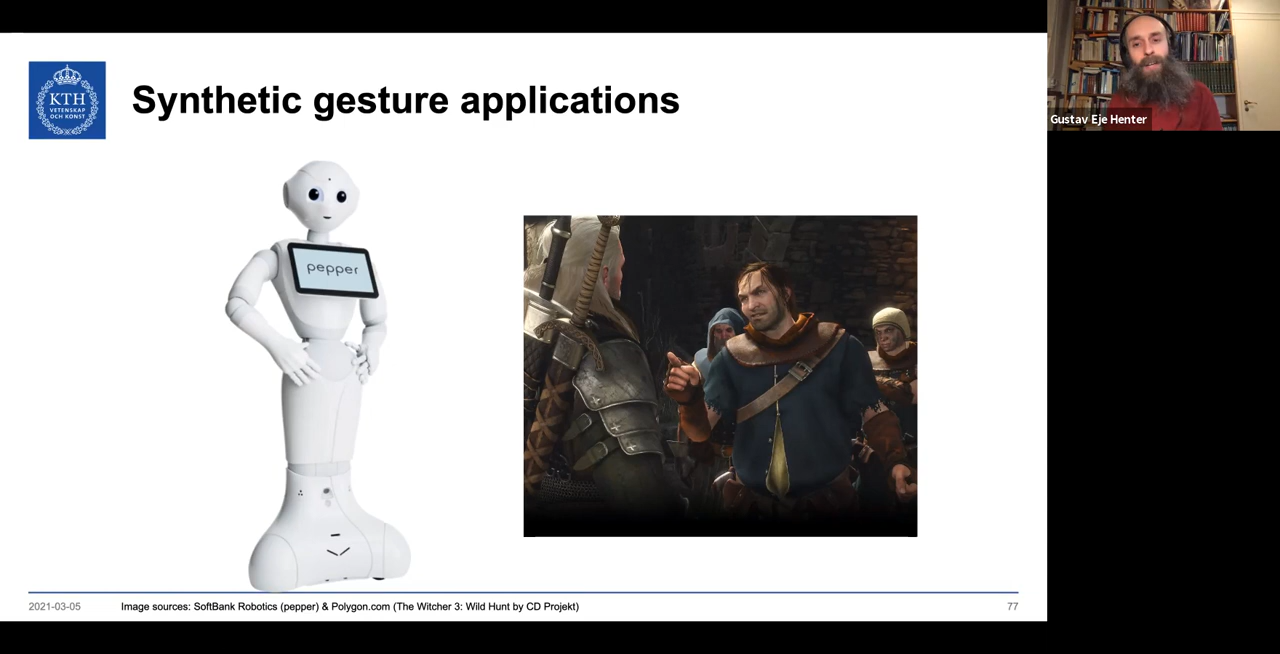 KTH
VETENSKAP
OCH KONST
Synthetic gesture applications
pepper
Gustav Eje Henter
2021-03-05
Image sources: SoftBank Robotics (pepper) & Polygon.com (The Witcher 3: Wild Hunt by CD Projekt)
77